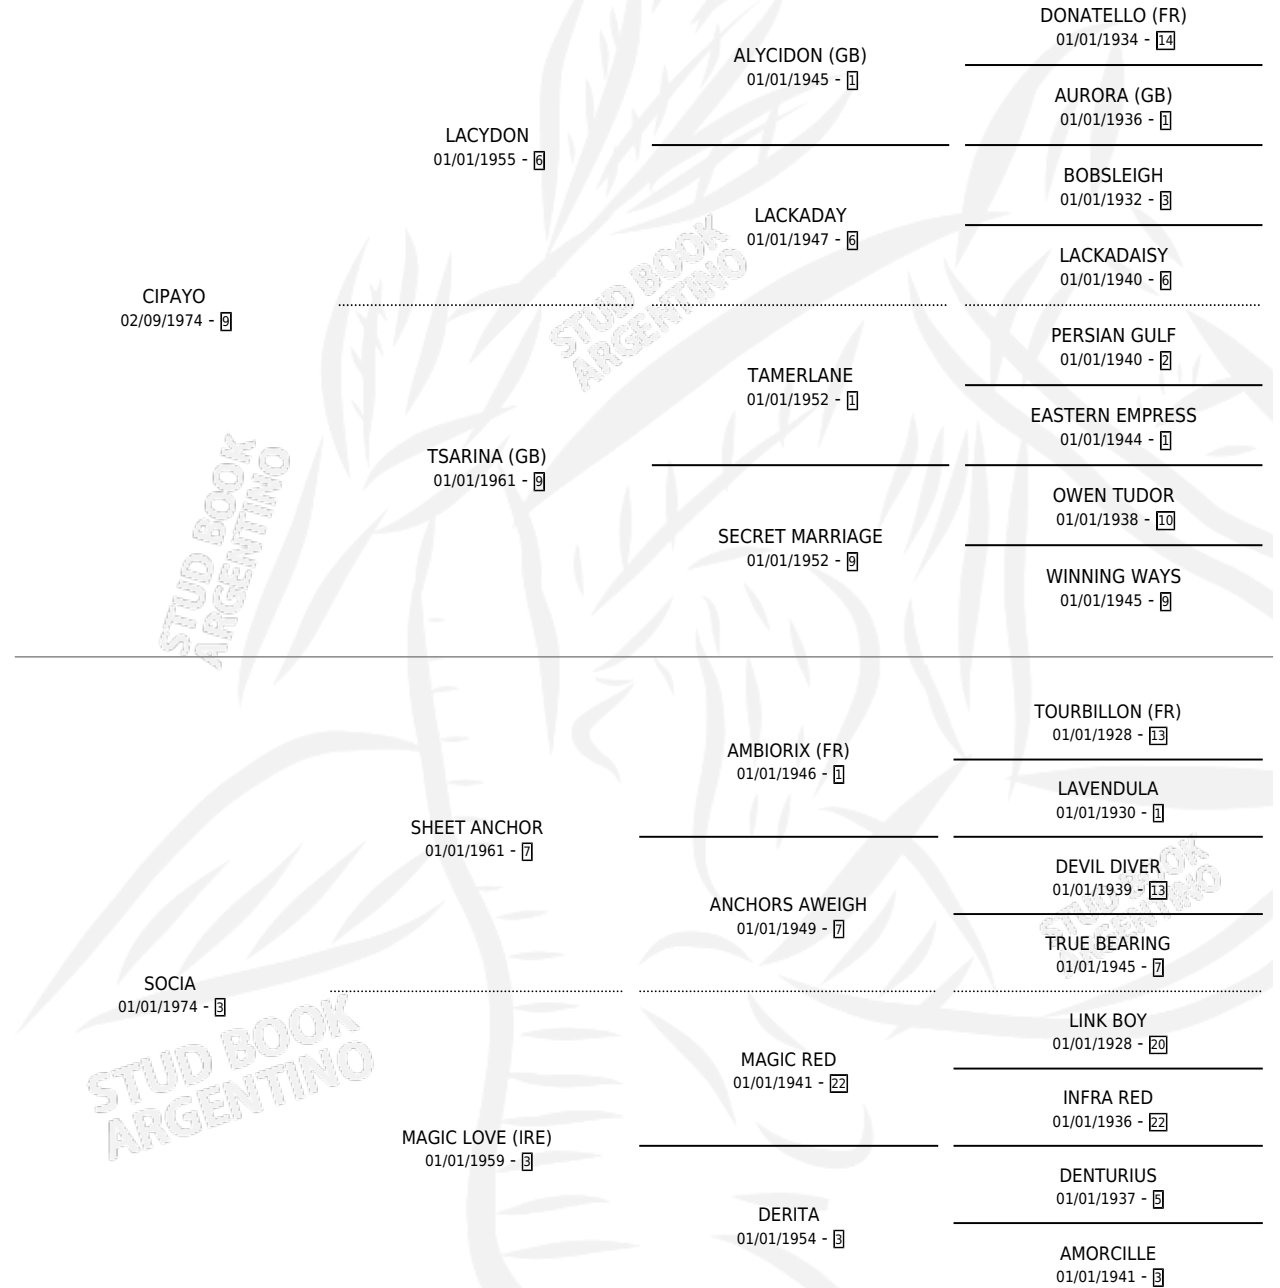 DONATELLO (FR)
01/01/1934 - 14
ALYCIDON (GB)
01/01/1945 - 1
AURORA (GB)
01/01/1936 - 1
LACYDON
01/01/1955 - 6
BOBSLEIGH
01/01/1932 - 3
LACKADAY
01/01/1947 - 6
LACKADAISY
01/01/1940 - 6
CIPAYO
02/09/1974 - 9
PERSIAN GULF
01/01/1940 - 2
TAMERLANE
01/01/1952 - 1
EASTERN EMPRESS
01/01/1944 - 1
TSARINA (GB)
01/01/1961 - 9
OWEN TUDOR
01/01/1938 - 10
SECRET MARRIAGE
01/01/1952 - 9
WINNING WAYS
01/01/1945 - 9
STUD BOOK
ARGENTINO
STUD BOOK
ARGENTINO
TOURBILLON (FR)
01/01/1928 - 13
AMBIORIX (FR)
01/01/1946 - 1
LAVENDULA
01/01/1930 - 1
SHEET ANCHOR
01/01/1961 - 7
DEVIL DIVER
01/01/1939 - 13
ANCHORS AWEIGH
01/01/1949 - 7
TRUE BEARING
01/01/1945 - 7
SOCIA
01/01/1974 - 3
LINK BOY
01/01/1928 - 20
MAGIC RED
01/01/1941 - 22
INFRA RED
01/01/1936 - 22
MAGIC LOVE (IRE)
01/01/1959 - 3
DENTURIUS
01/01/1937 - 5
DERITA
01/01/1954 - 3
AMORCILLE
01/01/1941 - 3
STUD BOOK
ARGENTINO
STUD BOOK
ARGENTINO